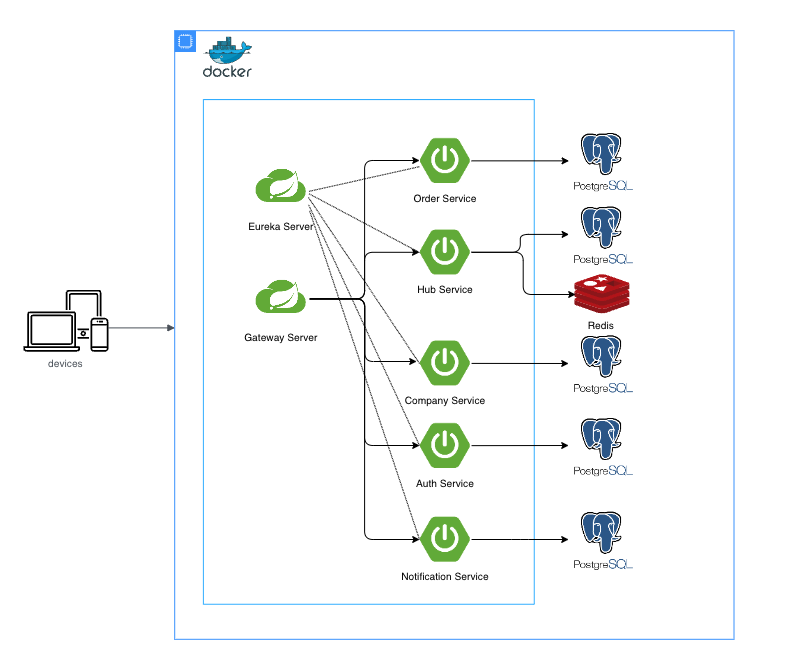 docker
Order Service
PostgreSQL
Eureka Server
Hub Service
PostgreSQL
Redis
Gateway Server
devices
Company Service
PostgreSQL
Auth Service
PostgreSQL
Notification Service
PostgreSQL